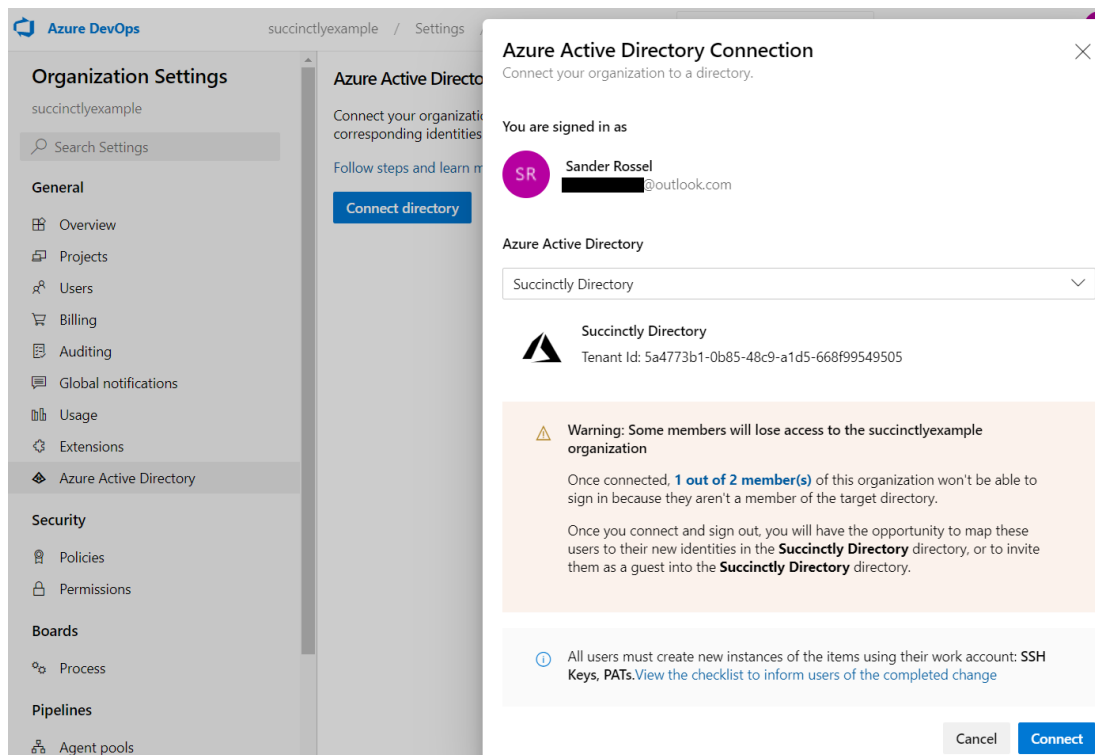 Azure DevOps
succinctlyexample / Settings /
Organization Settings
succinctlyexample
Search Settings
General
Overview
Projects
Users
Billing
Auditing
Global notifications
Usage
Extensions
Azure Active Directory
Security
Policies
Permissions
Boards
Process
Pipelines
Agent pools
Azure Active Directo
Connect your organizati
corresponding identities
Follow steps and learn m
Connect directory
Azure Active Directory Connection
Connect your organization to a directory.
You are signed in as
SR
Sander Rossel
@outlook.com
Azure Active Directory
Succinctly Directory
Succinctly Directory
Tenant Id: 5a4773b1-0b85-48c9-a1d5-668f99549505
Warning: Some members will lose access to the succinctlyexample
organization
Once connected, 1 out of 2 member(s) of this organization won't be able to
sign in because they aren't a member of the target directory.
Once you connect and sign out, you will have the opportunity to map these
users to their new identities in the Succinctly Directory directory, or to invite
them as a guest into the Succinctly Directory directory.
All users must create new instances of the items using their work account: SSH
Keys, PATs.View the checklist to inform users of the completed change
Cancel
Connect